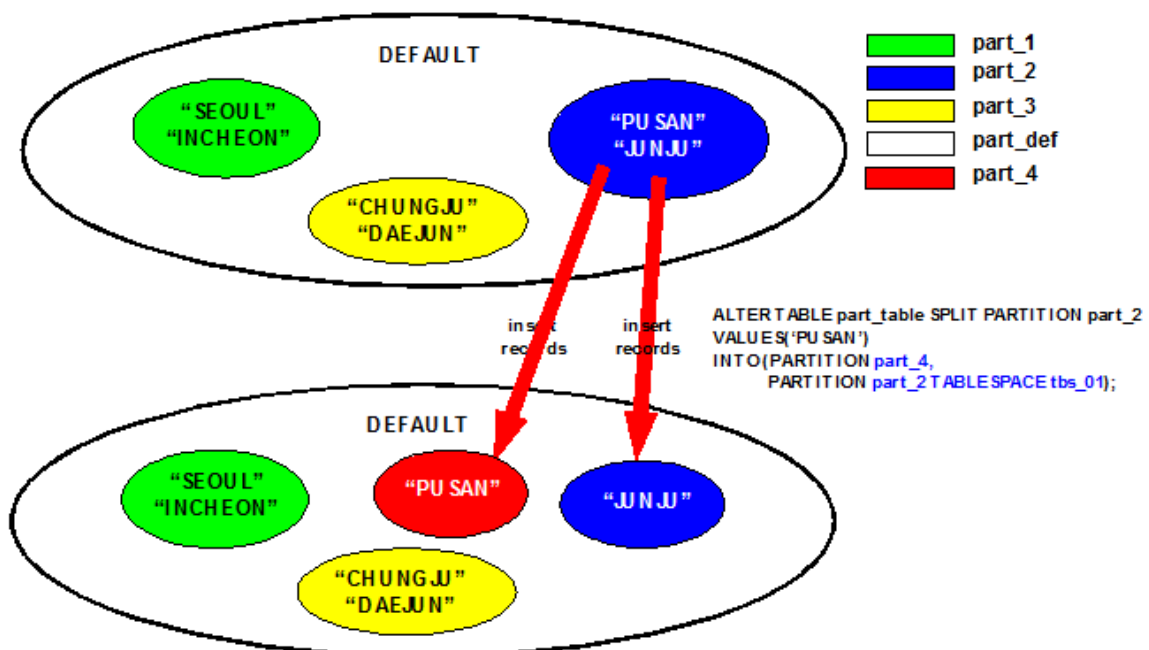 DEFAULT
“SEOUL”
“INCHEON”
“PUSAN”
“JUNJU”
“CHUNGJU”
“DAEJUN”
part_1
part_2
part_3
part_def
part_4
insert
records
insert
records
ALTER TABLE part_table SPLIT PARTITION part_2
VALUES(‘PUSAN’)
INTO(PARTITION part_4,
PARTITION part_2 TABLESPACE tbs_01);
DEFAULT
“SEOUL”
“INCHEON”
“PUSAN”
“JUNJU”
“CHUNGJU”
“DAEJUN”